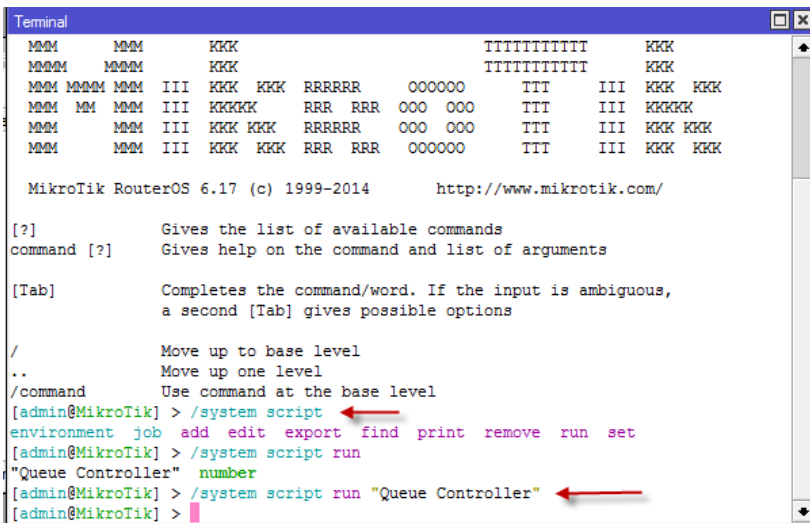 Terminal
MMM MMM KKK TTTTTTTTTTT KKK
MMMM MMMM KKK TTTTTTTTTTT KKK
MMM MMMM MMM III KKK KKK RRRRRR OOOOOO TTT III KKK KKK
MMM MM MMM III KKKKK RRR RRR OOO OOO TTT III KKKKK
MMM MMM III KKK KKK RRRRRR OOO OOO TTT III KKK KKK
MMM MMM III KKK KKK RRR RRR OOOOOO TTT III KKK KKK
MikroTik RouterOS 6.17 (c) 1999-2014 http://www.mikrotik.com/
[?] Gives the list of available commands
command [?] Gives help on the command and list of arguments
[Tab] Completes the command/word. If the input is ambiguous,
a second [Tab] gives possible options
/ Move up to base level
.. Move up one level
/command Use command at the base level
[admin@MikroTik] > /system script
environment job add edit export find print remove run set
[admin@MikroTik] > /system script run
"Queue Controller" number
[admin@MikroTik] > /system script run "Queue Controller"
[admin@MikroTik] >